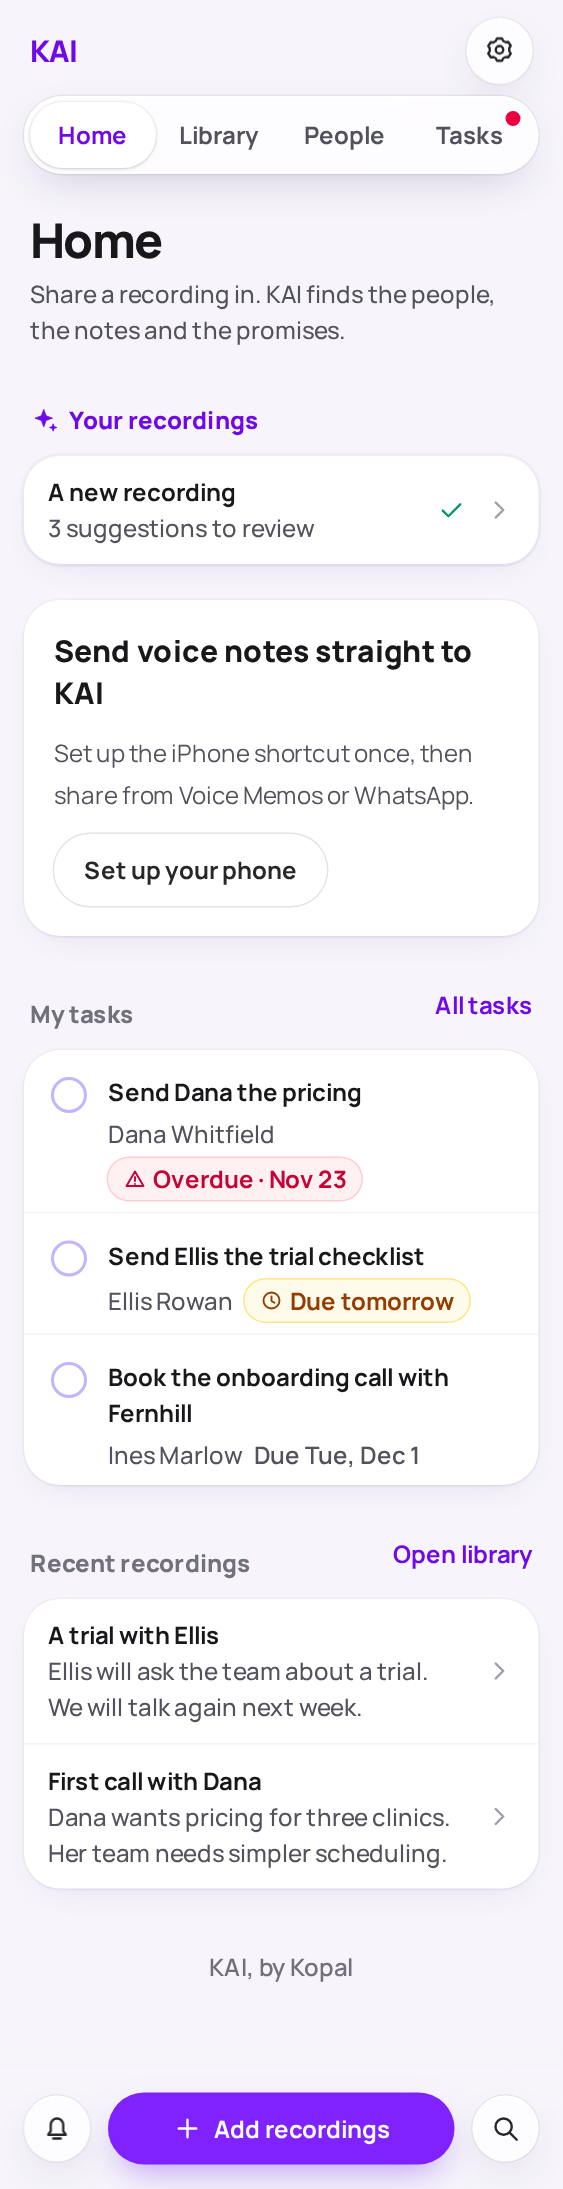 KAI
Home
Library
People
Tasks
Home
Share a recording in. KAI finds the people,
the notes and the promises.
Your recordings
A new recording
3 suggestions to review
Send voice notes straight to
KAI
Set up the iPhone shortcut once, then
share from Voice Memos or WhatsApp.
Set up your phone
My tasks
All tasks
Send Dana the pricing
Dana Whitfield
Overdue · Nov 23
Send Ellis the trial checklist
Ellis Rowan Due tomorrow
Book the onboarding call with
Fernhill
Ines Marlow Due Tue, Dec 1
Recent recordings
Open library
A trial with Ellis
Ellis will ask the team about a trial.
We will talk again next week.
First call with Dana
Dana wants pricing for three clinics.
Her team needs simpler scheduling.
KAI, by Kopal
Add recordings